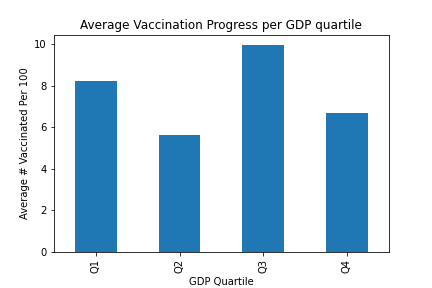 Average Vaccination Progress per GDP quartile
Average # Vaccinated Per 100
10
8
6
4
2
0
Q1
Q2
Q3
Q4
GDP Quartile